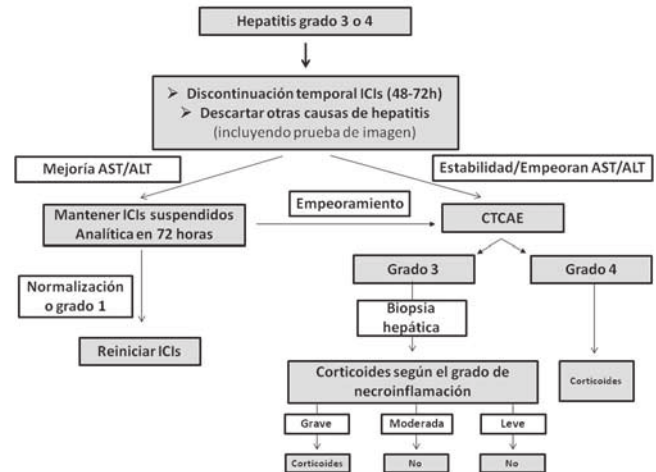 Hepatitis grado 3 o 4
➢ Discontinuación temporal ICIs (48-72h)
➢ Descartar otras causas de hepatitis
(incluyendo prueba de imagen)
Mejoría AST/ALT
Estabilidad/Empeoran AST/ALT
Mantener ICIs suspendidos
Analítica en 72 horas
Empeoramiento
CTCAE
Grado 3
Grado 4
Normalización
o grado 1
Biopsia
hepática
Reiniciar ICIs
Corticoides según el grado de
necroinflamación
Corticoides
Grave
Moderada
Leve
Corticoides
No
No